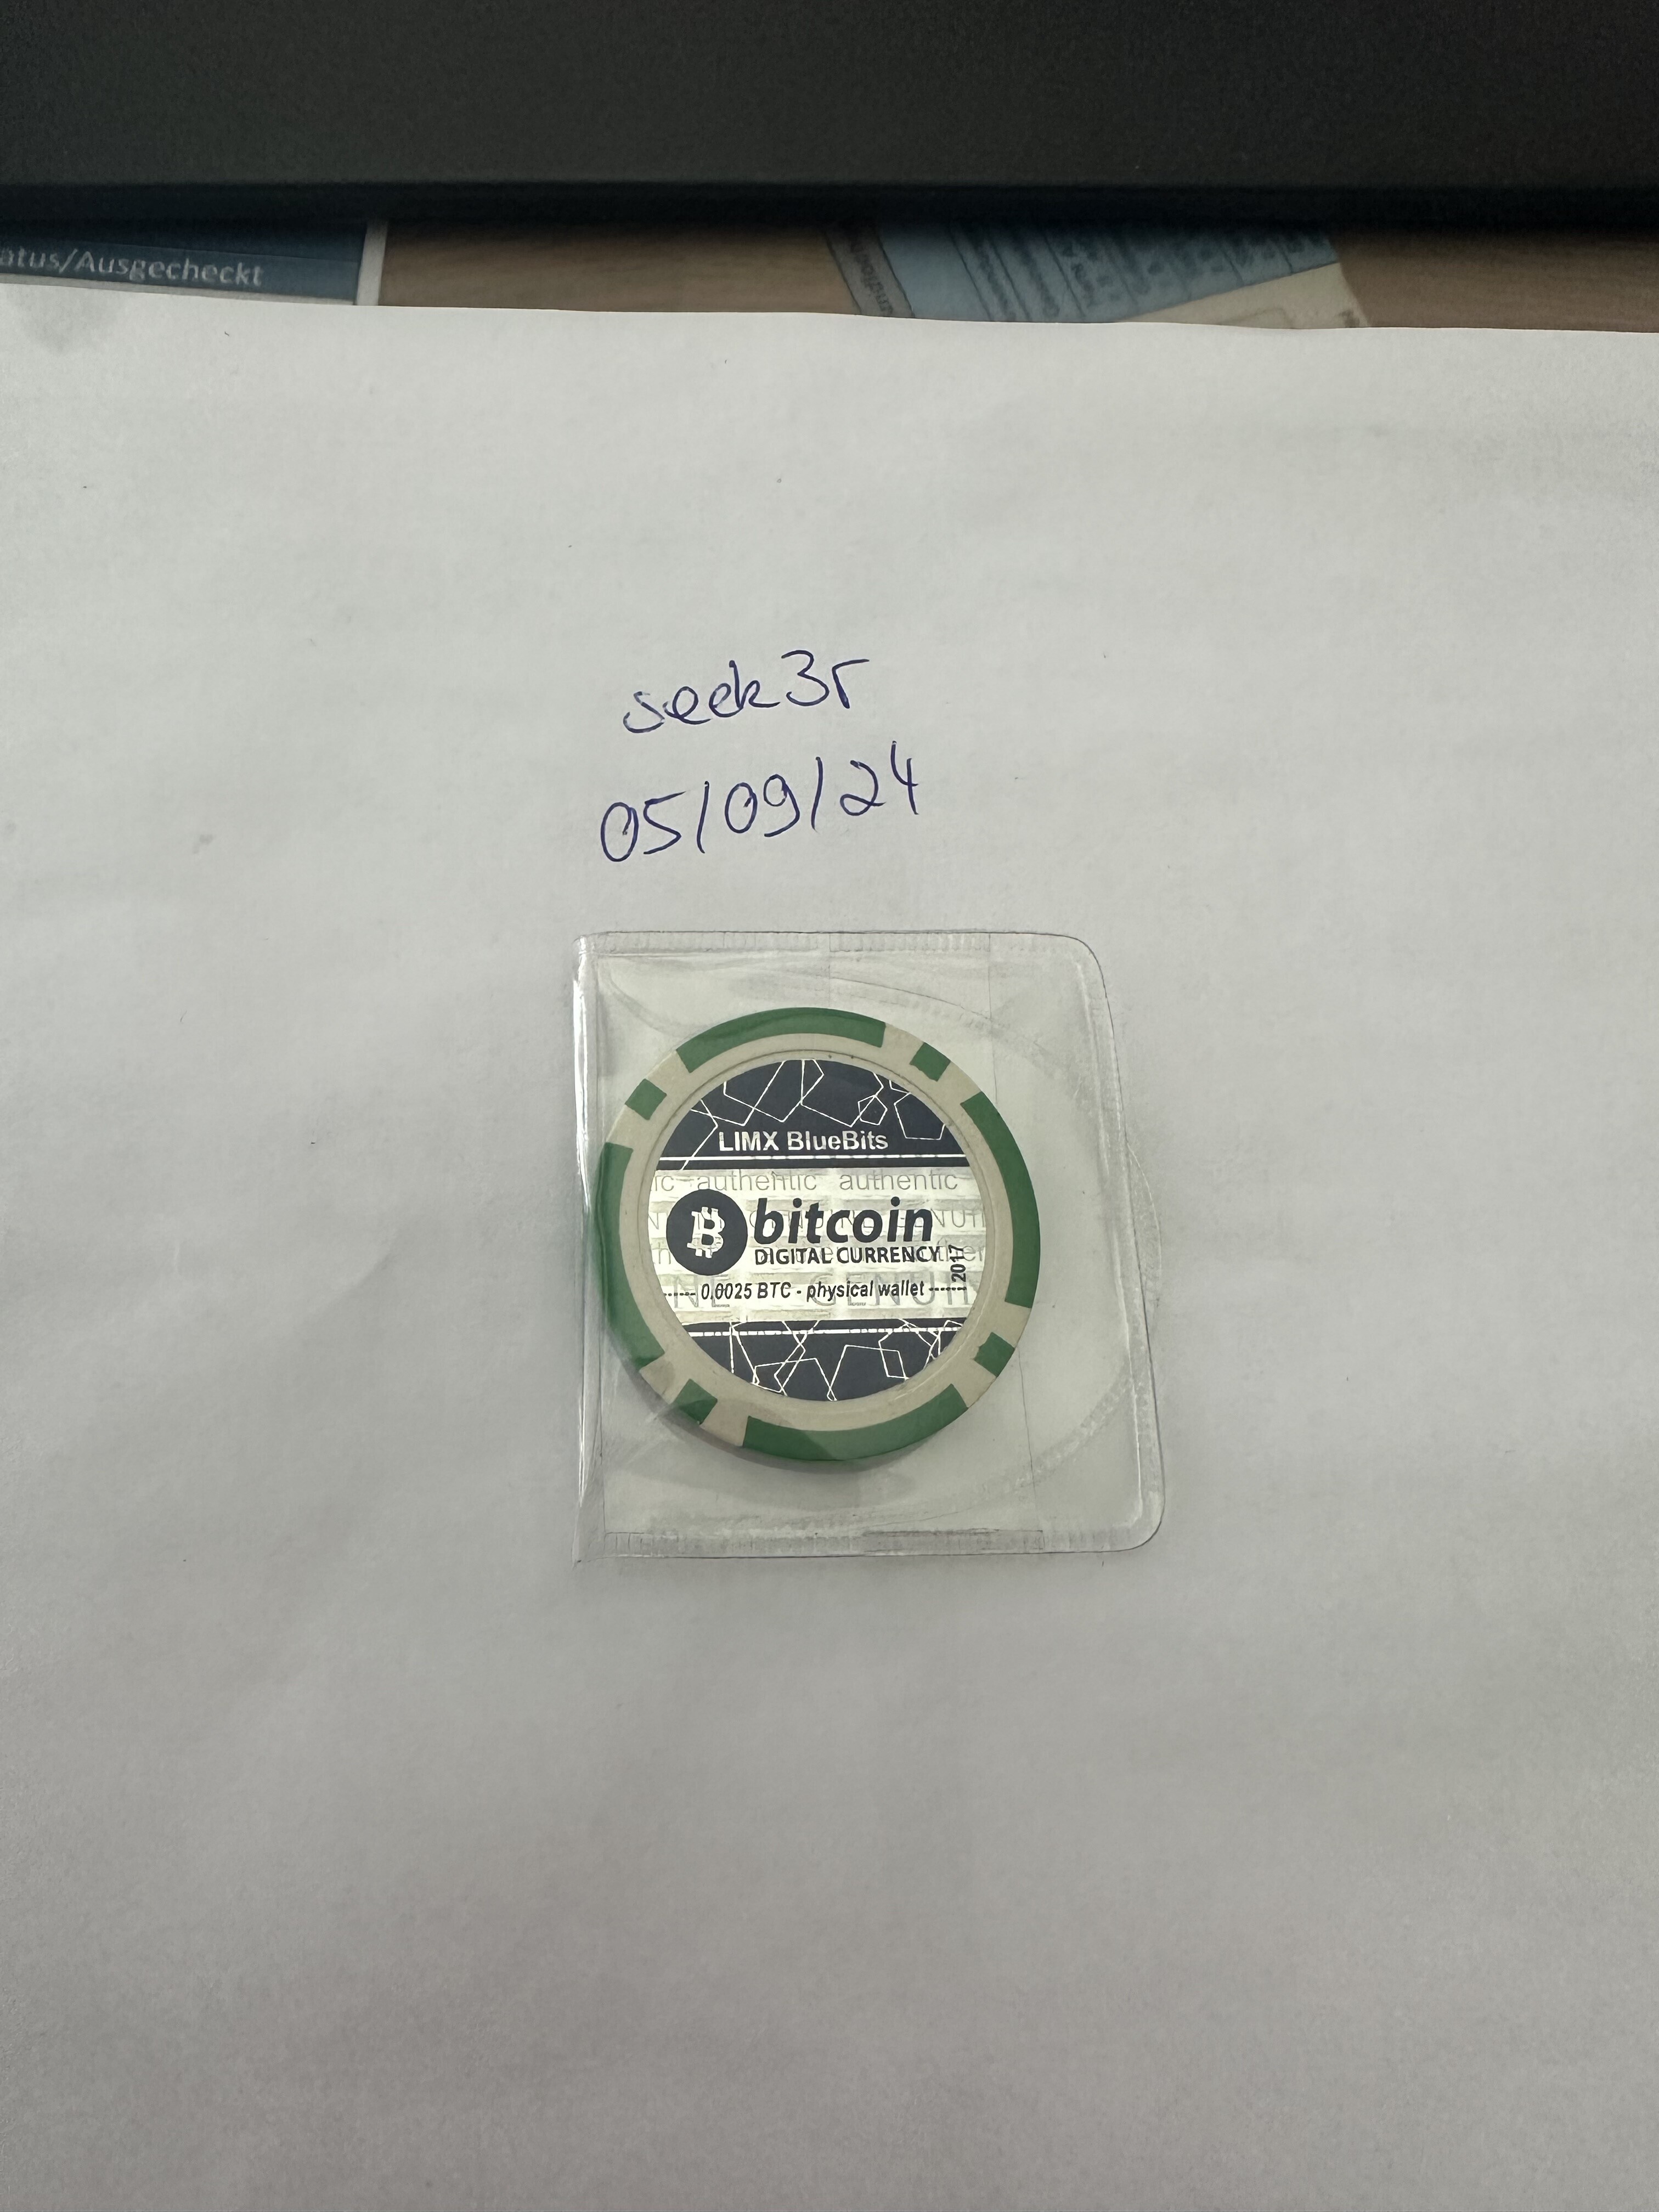 atus/Ausgecheckt
seek3r
05/09/24
LIMX BlueBits
ic authentic authentic
bitcoin
DIGITAL CURRENCY
2017
0,0025 BTC - physical wallet